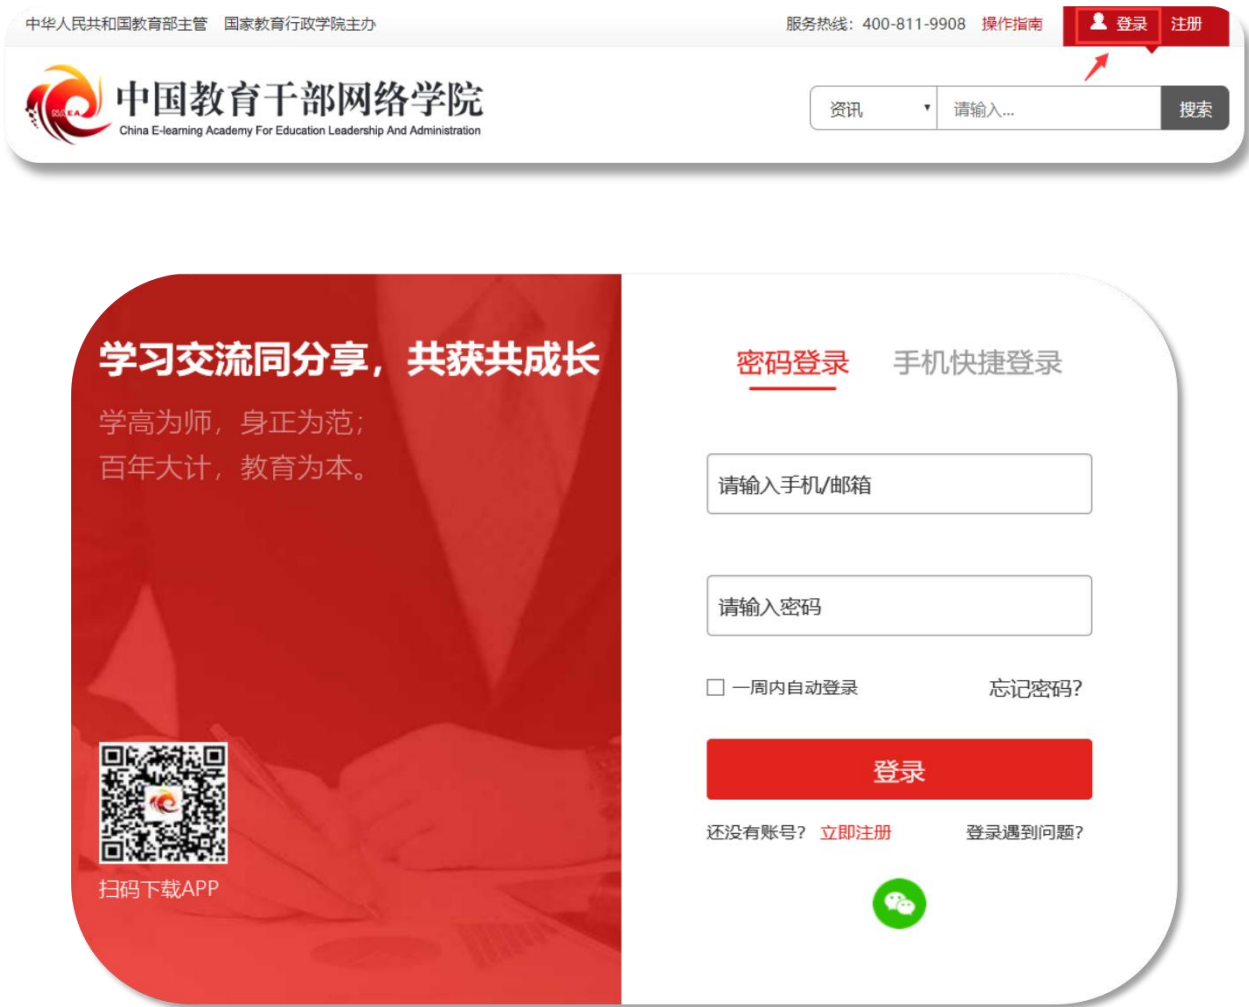 中华人民共和国教育部主管 国家教育行政学院主办
服务热线：400-811-9908 操作指南 登录 注册
NAEA
中国教育干部网络学院
China E-learning Academy For Education Leadership And Administration
资讯 请输入... 搜索
学习交流同分享，共获共成长
学高为师，身正为范；
百年大计，教育为本。
扫码下载APP
密码登录 手机快捷登录
请输入手机/邮箱
请输入密码
一周内自动登录 忘记密码?
登录
还没有账号? 立即注册 登录遇到问题?